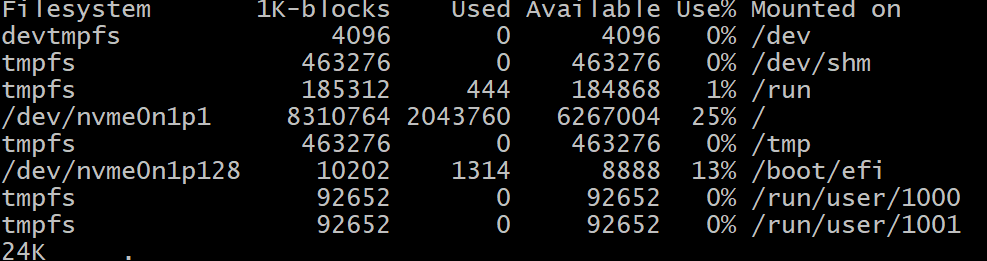 Filesystem     1K-blocks    Used Available Use% Mounted on
devtmpfs            4096       0      4096   0% /dev
tmpfs             463276       0    463276   0% /dev/shm
tmpfs             185312     444    184868   1% /run
/dev/nvme0n1p1   8310764 2043760   6267004  25% /
tmpfs             463276       0    463276   0% /tmp
/dev/nvme0n1p128   10202    1314      8888  13% /boot/efi
tmpfs              92652       0     92652   0% /run/user/1000
tmpfs              92652       0     92652   0% /run/user/1001
24K     .